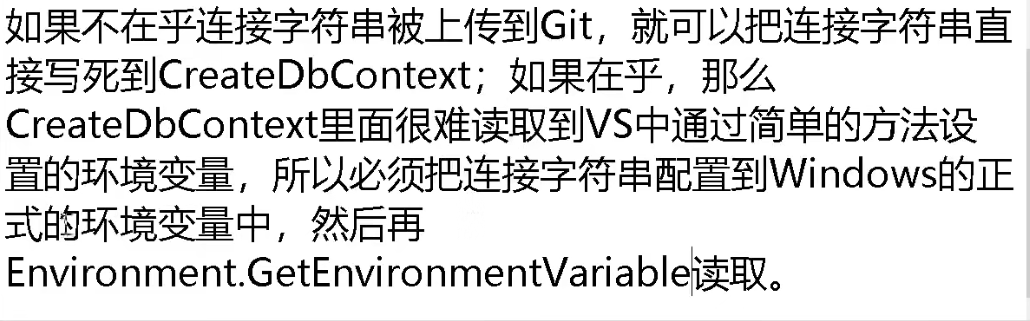 如果不在乎连接字符串被上传到Git，就可以把连接字符串直
接写死到CreateDbContext；如果在乎，那么
CreateDbContext里面很难读取到VS中通过简单的方法设
置的环境变量，所以必须把连接字符串配置到Windows的正
式的环境变量中，然后再
Environment.GetEnvironmentVariable读取。